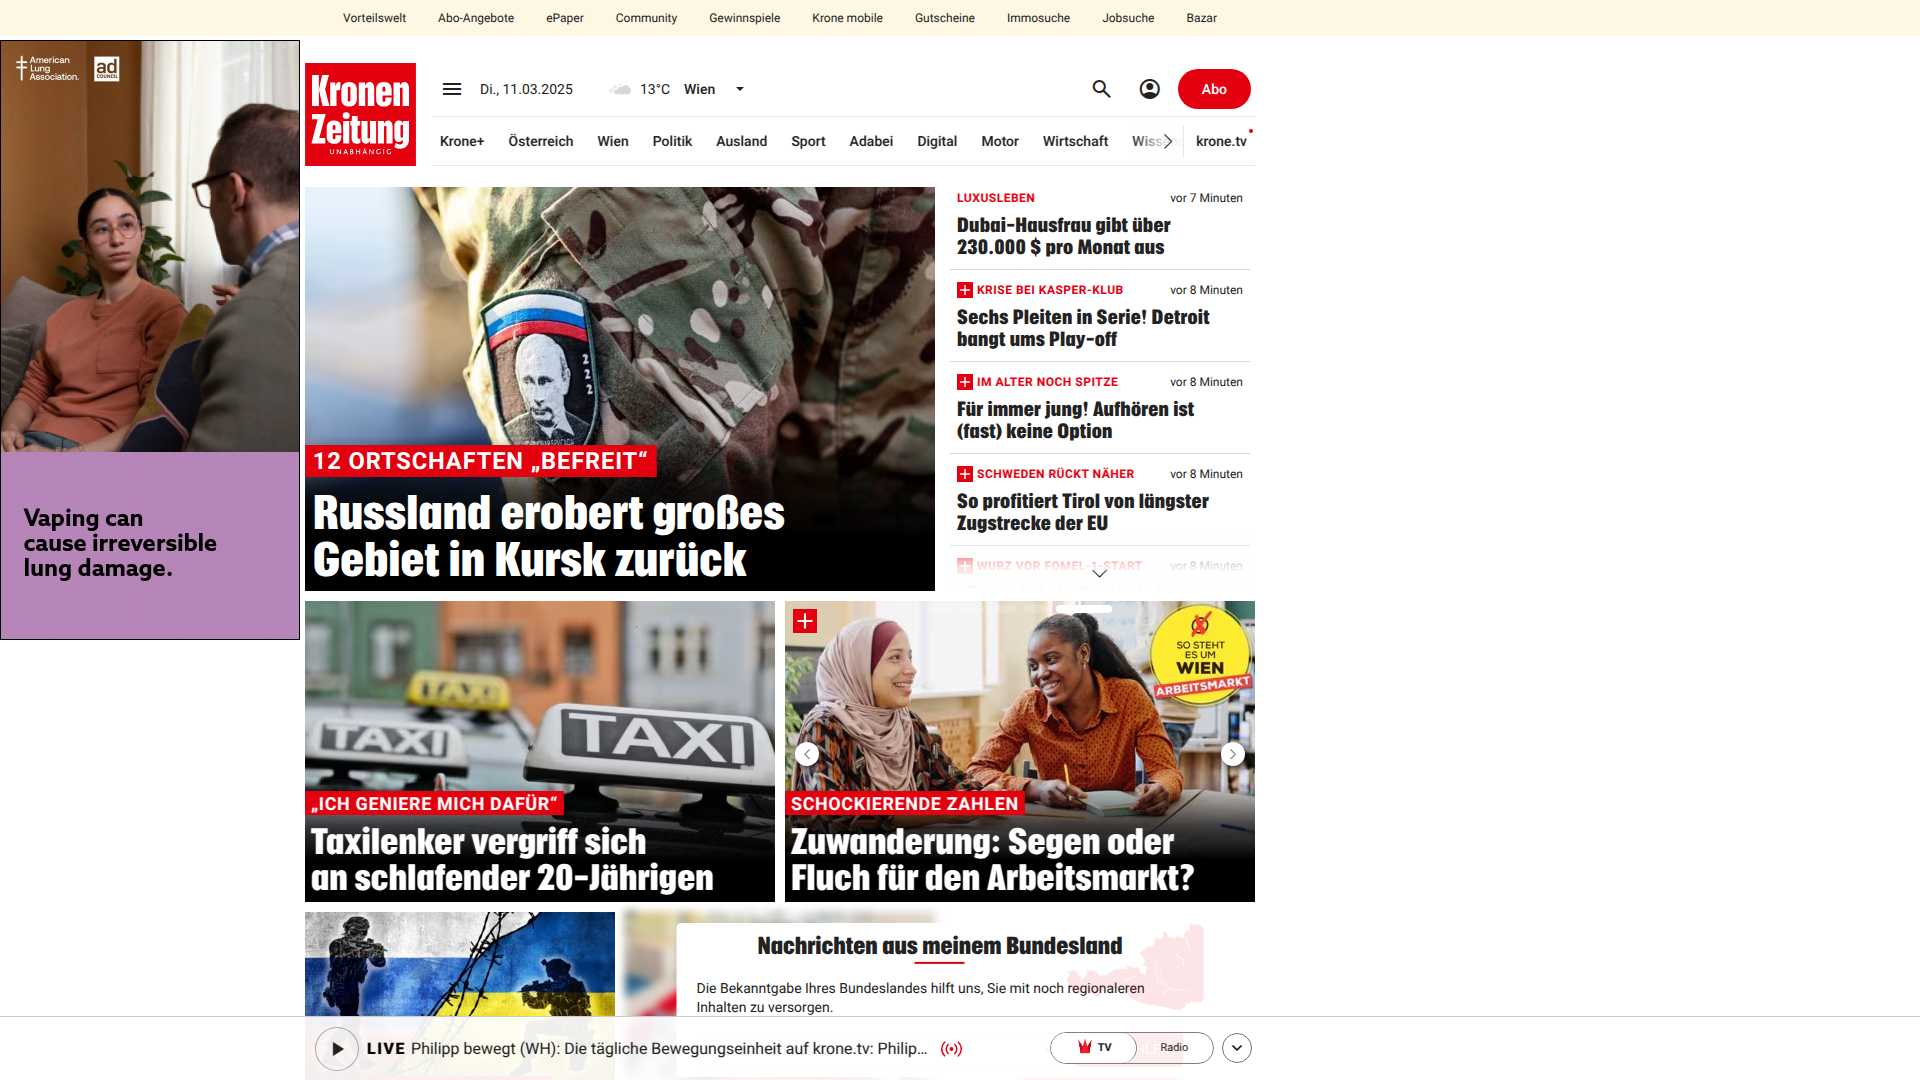 Vorteilswelt
Abo-Angebote
ePaper
Community
Gewinnspiele
Krone mobile
Gutscheine
Immosuche
Jobsuche
Bazar
American
Lung
Association.
ad
COUNCIL
Vaping can
cause irreversible
lung damage.
Kronen
Zeitung
UNABHÄNGIG
Di., 11.03.2025
13°C
Wien
Abo
Krone+
Österreich
Wien
Politik
Ausland
Sport
Adabei
Digital
Motor
Wirtschaft
krone.tv
12 ORTSCHAFTEN „BEFREIT“
Russland erobert großes
Gebiet in Kursk zurück
LUXUSLEBEN
vor 7 Minuten
Dubai-Hausfrau gibt über
230.000 $ pro Monat aus
KRISE BEI KASPER-KLUB
vor 8 Minuten
Sechs Pleiten in Serie! Detroit
bangt ums Play-off
IM ALTER NOCH SPITZE
vor 8 Minuten
Für immer jung! Aufhören ist
(fast) keine Option
SCHWEDEN RÜCKT NÄHER
vor 8 Minuten
So profitiert Tirol von längster
Zugstrecke der EU
WURZ VOR FOMEL-1-START
vor 8 Minuten
TAXI
TAXI
TAXI
„ICH GENIERE MICH DAFÜR“
Taxilenker vergriff sich
an schlafender 20-Jährigen
SO STEHT
ES UM
WIEN
ARBEITSMARKT
SCHOCKIERENDE ZAHLEN
Zuwanderung: Segen oder
Fluch für den Arbeitsmarkt?
Nachrichten aus meinem Bundesland
Die Bekanntgabe Ihres Bundeslandes hilft uns, Sie mit noch regionaleren
Inhalten zu versorgen.
LIVE Philipp bewegt (WH): Die tägliche Bewegungseinheit auf krone.tv: Philip...
TV
Radio